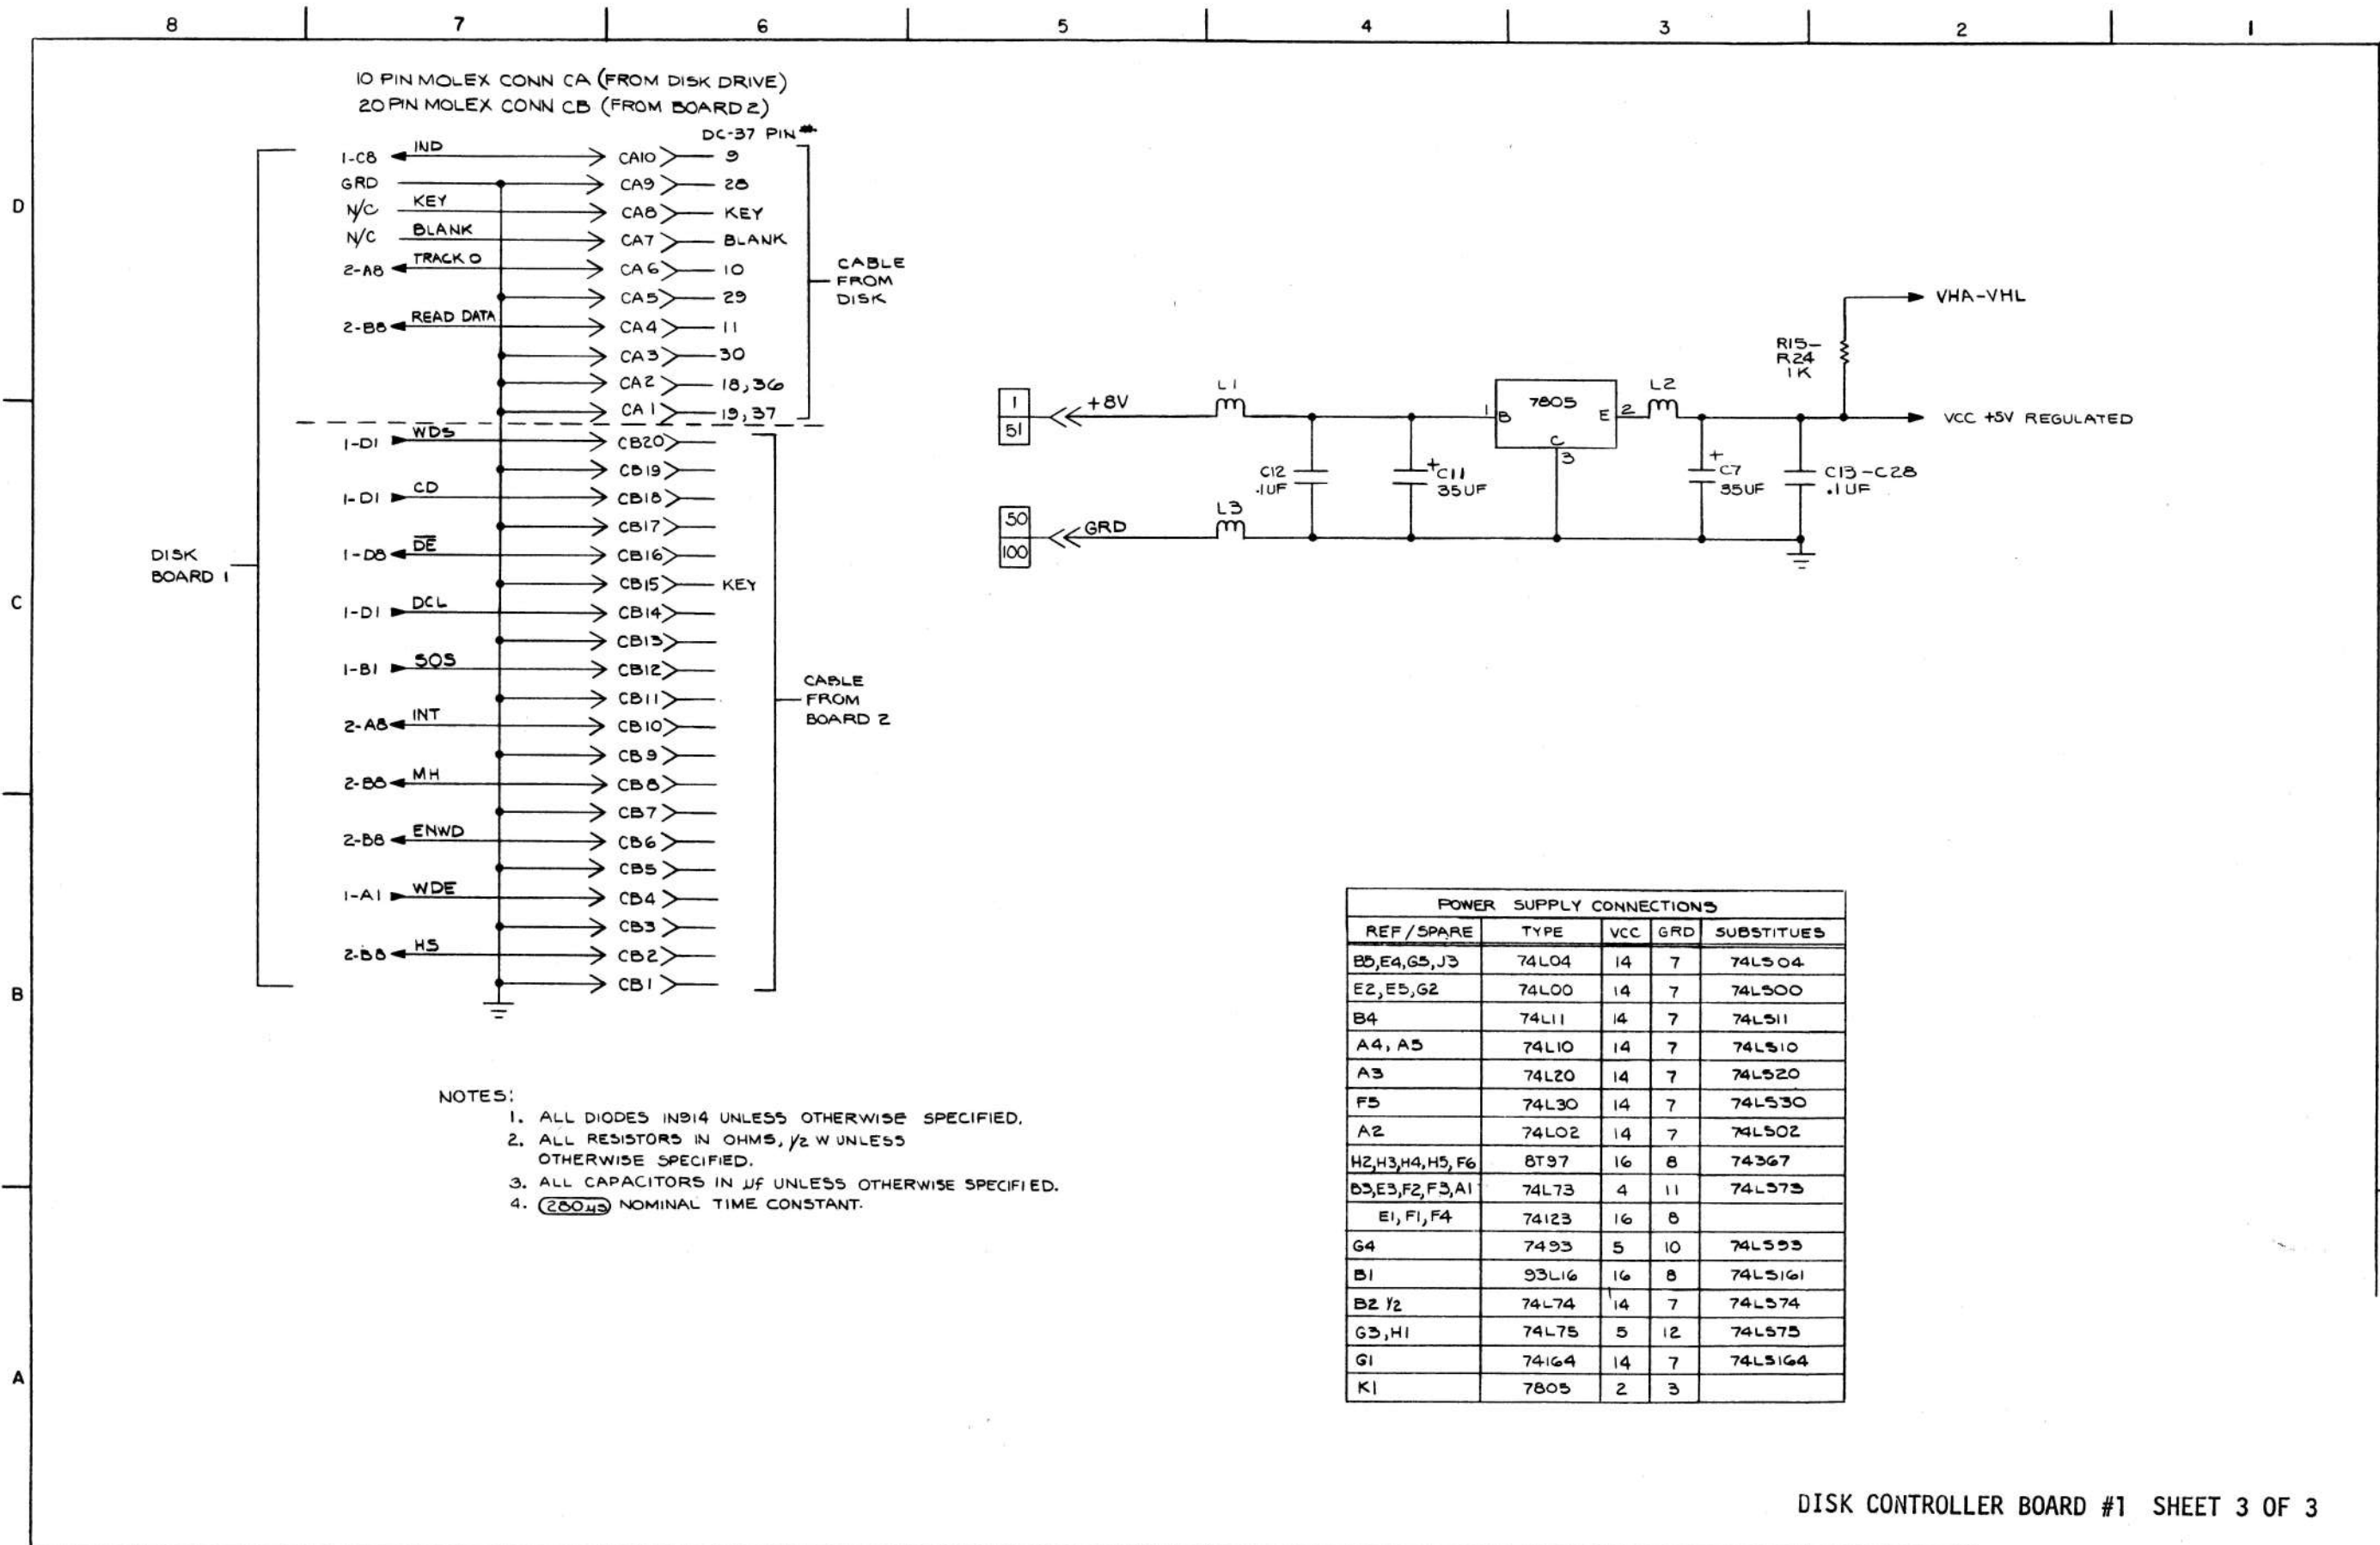 8 7 6 5 4 3 2 1
D
C
B
A
10 PIN MOLEX CONN CA (FROM DISK DRIVE)
20 PIN MOLEX CONN CB (FROM BOARD 2)
DC-37 PIN #
1-C8 IND CA10 9
GRD CA9 28
N/C KEY CA8 KEY
N/C BLANK CA7 BLANK
2-A8 TRACK 0 CA6 10
CA5 29
2-B8 READ DATA CA4 11
CA3 30
CA2 18,36
CA1 19,37
CABLE
FROM
DISK
1-D1 WDS CB20
CB19
1-D1 CD CB18
CB17
1-D8 D̅E̅ CB16
CB15 KEY
1-D1 DCL CB14
CB13
1-B1 SOS CB12
CB11
2-A8 INT CB10
CB9
2-B8 MH CB8
CB7
2-B8 ENWD CB6
CB5
1-A1 WDE CB4
CB3
2-B8 HS CB2
CB1
DISK
BOARD 1
CABLE
FROM
BOARD 2
VHA-VHL
R15-
R24
1K
1
51
+8V
L1
1 B 7805 E 2
C
3
L2
VCC +5V REGULATED
C12
.1UF
+
C11
35UF
+
C7
35UF
C13-C28
.1UF
50
100
GRD
L3
NOTES:
1. ALL DIODES IN914 UNLESS OTHERWISE SPECIFIED.
2. ALL RESISTORS IN OHMS, 1/2 W UNLESS
OTHERWISE SPECIFIED.
3. ALL CAPACITORS IN µf UNLESS OTHERWISE SPECIFIED.
4. 280µs NOMINAL TIME CONSTANT.
POWER SUPPLY CONNECTIONS
REF/SPARE TYPE VCC GRD SUBSTITUES
B5,E4,G5,J3 74L04 14 7 74LS04
E2,E5,G2 74L00 14 7 74LS00
B4 74L11 14 7 74LS11
A4, A5 74L10 14 7 74LS10
A3 74L20 14 7 74LS20
F5 74L30 14 7 74LS30
A2 74L02 14 7 74LS02
H2,H3,H4,H5,F6 8T97 16 8 74367
B3,E3,F2,F3,A1 74L73 4 11 74LS73
E1,F1,F4 74123 16 8
G4 7493 5 10 74LS93
B1 93L16 16 8 74LS161
B2 1/2 74L74 14 7 74LS74
G3,H1 74L75 5 12 74LS75
G1 74164 14 7 74LS164
K1 7805 2 3
DISK CONTROLLER BOARD #1 SHEET 3 OF 3